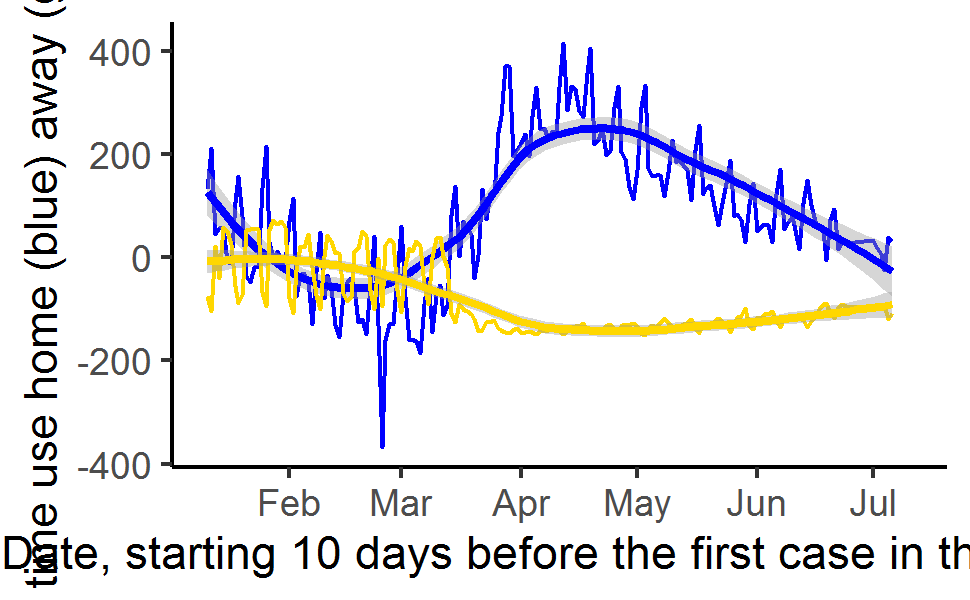 time use home (blue) away (
400
200
0
-200
-400
Feb Mar Apr May Jun Jul
Date, starting 10 days before the first case in th